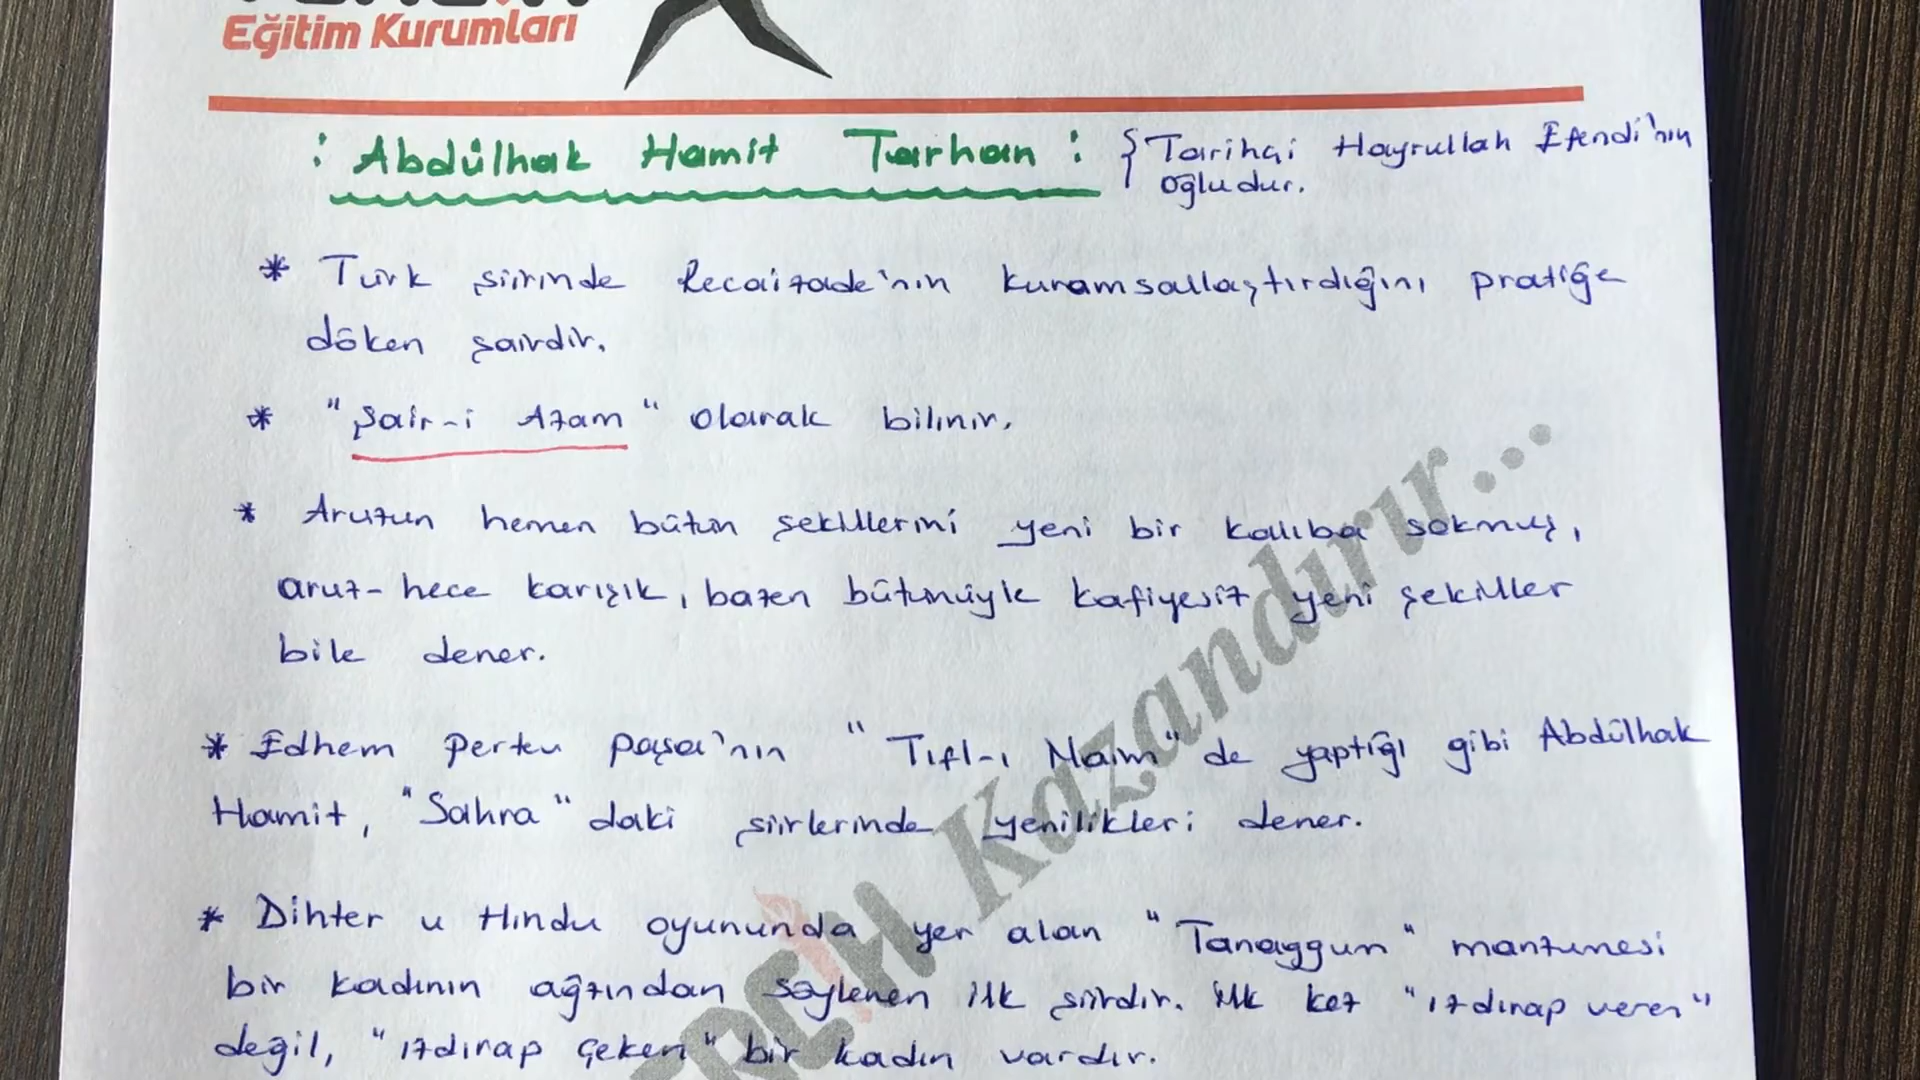 Eğitim Kurumları
: Abdülhak Hamit Tarhan : { Tarihçi Hayrullah Efendi'nin
oğludur.
* Türk şiirinde Recaizade'nin kuramsallaştırdığını pratiğe
döken şairdir.
* "Şair-i Azam" olarak bilinir.
* Aruzun hemen bütün şekillerini yeni bir kalıba sokmuş,
aruz-hece karışık, bazen bütünüyle kafiyesiz yeni şekiller
bile dener.
* Edhem Pertev Paşa'nın "Tıfl-ı Naim"de yaptığı gibi Abdülhak
Hamit, "Sahra"daki şiirlerinde yenilikleri dener.
* Dihter u Hindu oyununda yer alan "Tanaggum" manzumesi
bir kadının ağzından söylenen ilk şiirdir. İlk kez "ızdırap veren"
değil, "ızdırap çeken" bir kadın vardır.
Kazandırır...